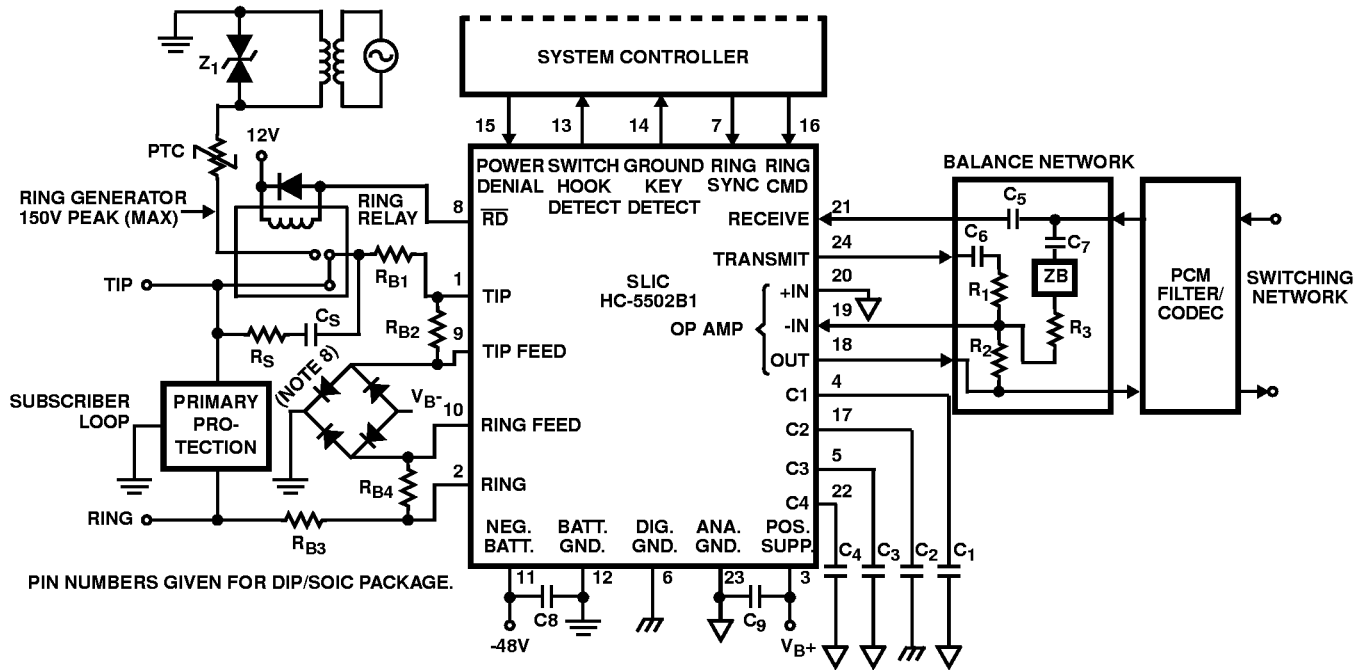 SYSTEM CONTROLLER
Z1
15
13
14
7
16
PTC
12V
POWER DENIAL
SWITCH HOOK DETECT
GROUND KEY DETECT
RING SYNC
RING CMD
BALANCE NETWORK
RING GENERATOR
150V PEAK (MAX)
RING RELAY
8
RD
RECEIVE
21
C5
C6
C7
24
TRANSMIT
ZB
PCM
FILTER/
CODEC
SWITCHING
NETWORK
RB1
SLIC
HC-5502B1
20
+IN
R1
TIP
1
TIP
OP AMP
19
-IN
R3
CS
RB2
9
R2
RS
TIP FEED
18
OUT
(NOTE 8)
VB-
4
C1
SUBSCRIBER
LOOP
PRIMARY
PRO-
TECTION
10
RING FEED
17
C2
5
C3
RB4
2
RING
22
C4
RING
RB3
NEG.
BATT.
BATT.
GND.
DIG.
GND.
ANA.
GND.
POS.
SUPP.
C4
C3
C2
C1
PIN NUMBERS GIVEN FOR DIP/SOIC PACKAGE.
11
12
6
23
3
C8
C9
-48V
VB+